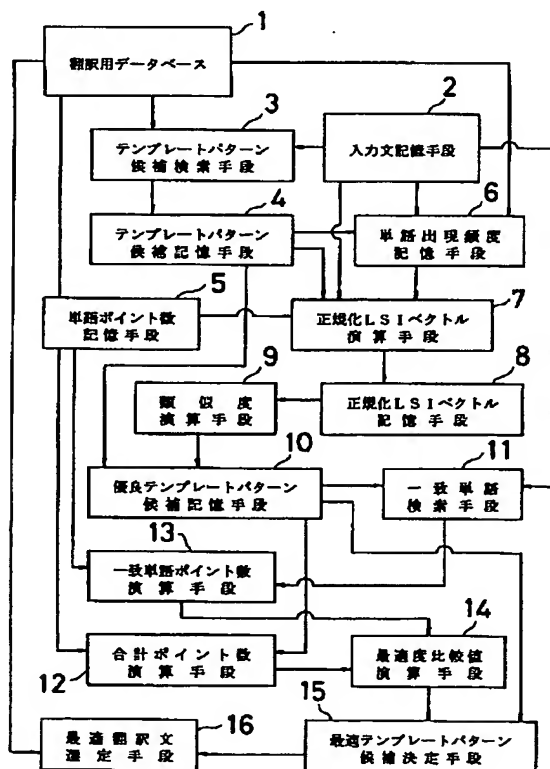 1
翻訳用データベース
2
3
テンプレートパターン
候補検索手段
入力文記憶手段
4
6
テンプレートパターン
候補記憶手段
単語出現頻度
記憶手段
5
7
単語ポイント数
記憶手段
正規化LSIベクトル
演算手段
9
8
類似度
演算手段
正規化LSIベクトル
記憶手段
10
11
優良テンプレートパターン
候補記憶手段
一致単語
検索手段
13
一致単語ポイント数
演算手段
14
合計ポイント数
演算手段
最適度比較値
演算手段
12
15
16
最適翻訳文
選定手段
最適テンプレートパターン
候補決定手段